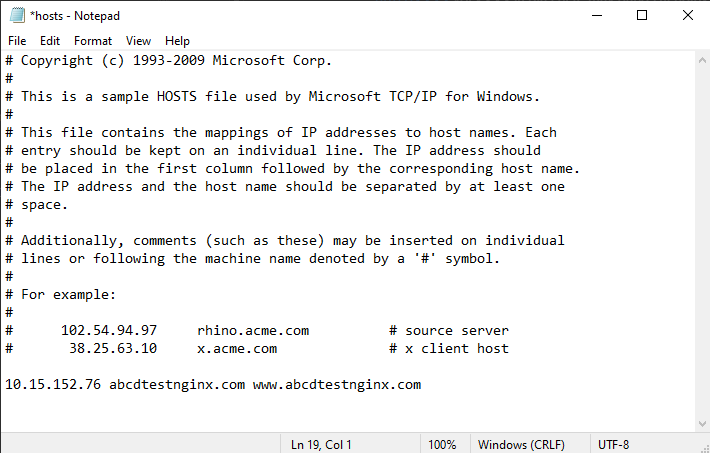 *hosts - Notepad
File Edit Format View Help
# Copyright (c) 1993-2009 Microsoft Corp.
#
# This is a sample HOSTS file used by Microsoft TCP/IP for Windows.
#
# This file contains the mappings of IP addresses to host names. Each
# entry should be kept on an individual line. The IP address should
# be placed in the first column followed by the corresponding host name.
# The IP address and the host name should be separated by at least one
# space.
#
# Additionally, comments (such as these) may be inserted on individual
# lines or following the machine name denoted by a '#' symbol.
#
# For example:
#
#      102.54.94.97     rhino.acme.com          # source server
#       38.25.63.10     x.acme.com              # x client host
10.15.152.76 abcdtestnginx.com www.abcdtestnginx.com
Ln 19, Col 1 100% Windows (CRLF) UTF-8